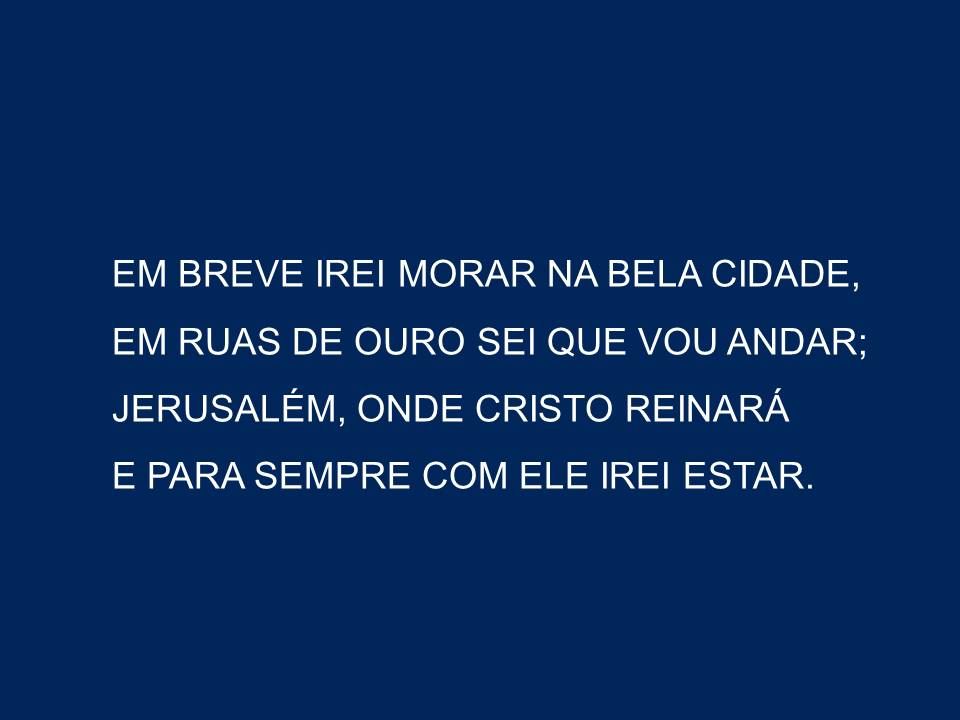 EM BREVE IREI MORAR NA BELA CIDADE,
EM RUAS DE OURO SEI QUE VOU ANDAR;
JERUSALÉM, ONDE CRISTO REINARÁ
E PARA SEMPRE COM ELE IREI ESTAR.